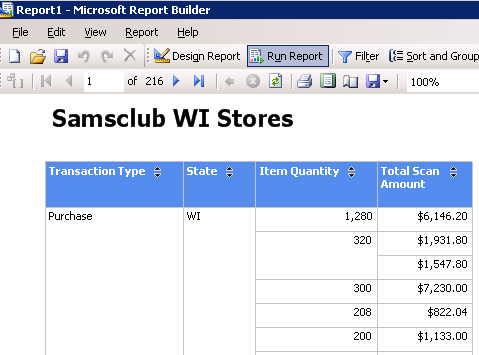 Report1 - Microsoft Report Builder
File Edit View Report Help
Design Report Run Report Filter Sort and Group
1 of 216 100%
Samsclub WI Stores
Transaction Type State Item Quantity Total Scan
Amount
Purchase WI 1,280 $6,146.20
320 $1,931.80
$1,547.80
300 $7,230.00
208 $822.04
200 $1,133.00